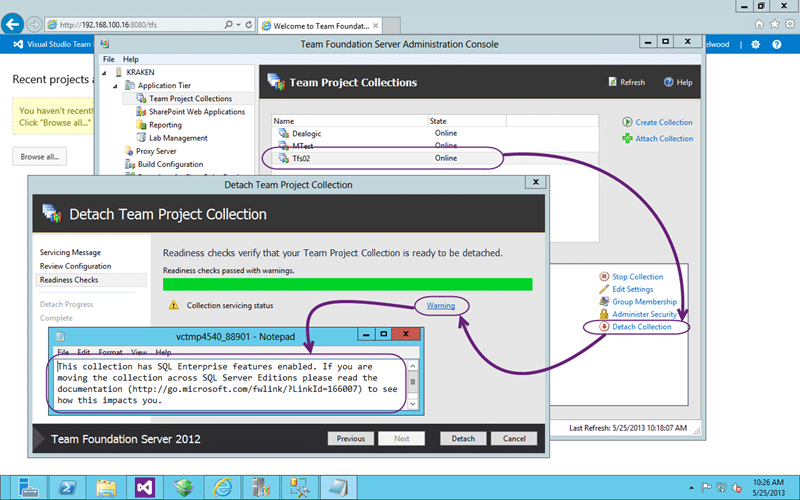 http://192.168.100.16:8080/tfs
Welcome to Team Foundat...
Visual Studio Team
elwood
Recent projects a
You haven't recentl
Click "Browse all..."
Browse all...
Team Foundation Server Administration Console
File Help
KRAKEN
Application Tier
Team Project Collections
SharePoint Web Applications
Reporting
Lab Management
Proxy Server
Build Configuration
Team Project Collections
Refresh
Help
Name State
Dealogic Online
MTest Online
Tfs02 Online
Create Collection
Attach Collection
Stop Collection
Edit Settings
Group Membership
Administer Security
Detach Collection
Last Refresh: 5/25/2013 10:18:07 AM
Detach Team Project Collection
Detach Team Project Collection
Servicing Message
Review Configuration
Readiness Checks
Detach Progress
Complete
Readiness checks verify that your Team Project Collection is ready to be detached.
Readiness checks passed with warnings.
Collection servicing status Warning
vctmp4540_88901 - Notepad
File Edit Format View Help
This collection has SQL Enterprise features enabled. If you are
moving the collection across SQL Server Editions please read the
documentation (http://go.microsoft.com/fwlink/?LinkId=166007) to see
how this impacts you.
Team Foundation Server 2012
Previous Next Detach Cancel
10:26 AM
5/25/2013